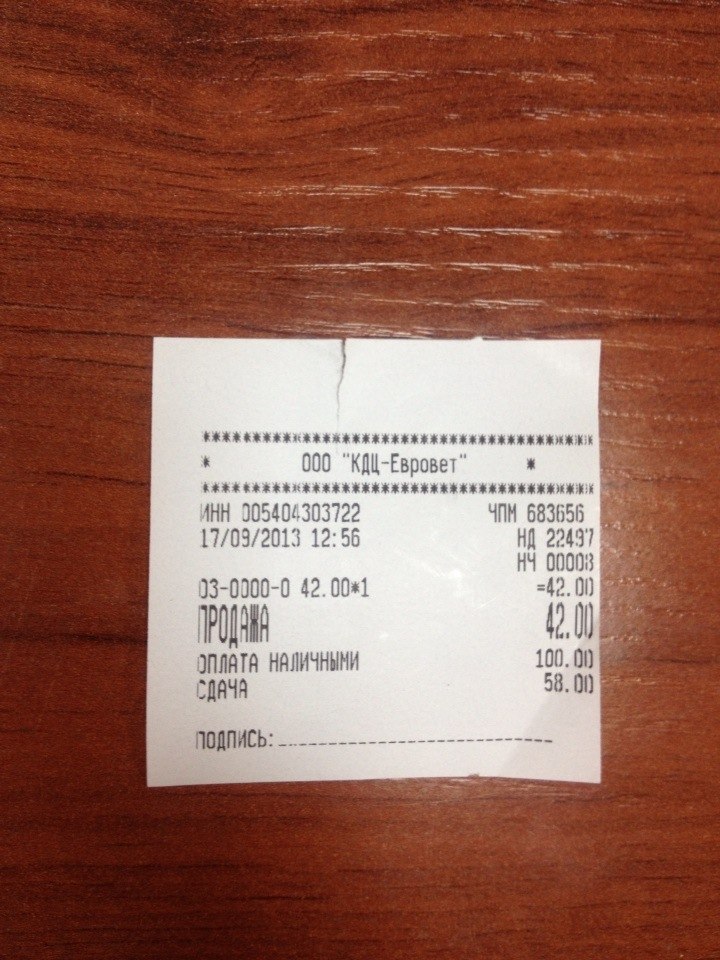 ****************************************
* ООО "КДЦ-Евровет" *
****************************************
ИНН 005404303722 ЧПМ 683656
17/09/2013 12:56 НД 22497
НЧ 00008
03-0000-0 42.00*1 =42.00
ПРОДАЖА 42.00
ОПЛАТА НАЛИЧНЫМИ 100.00
СДАЧА 58.00
ПОДПИСЬ:____________________________